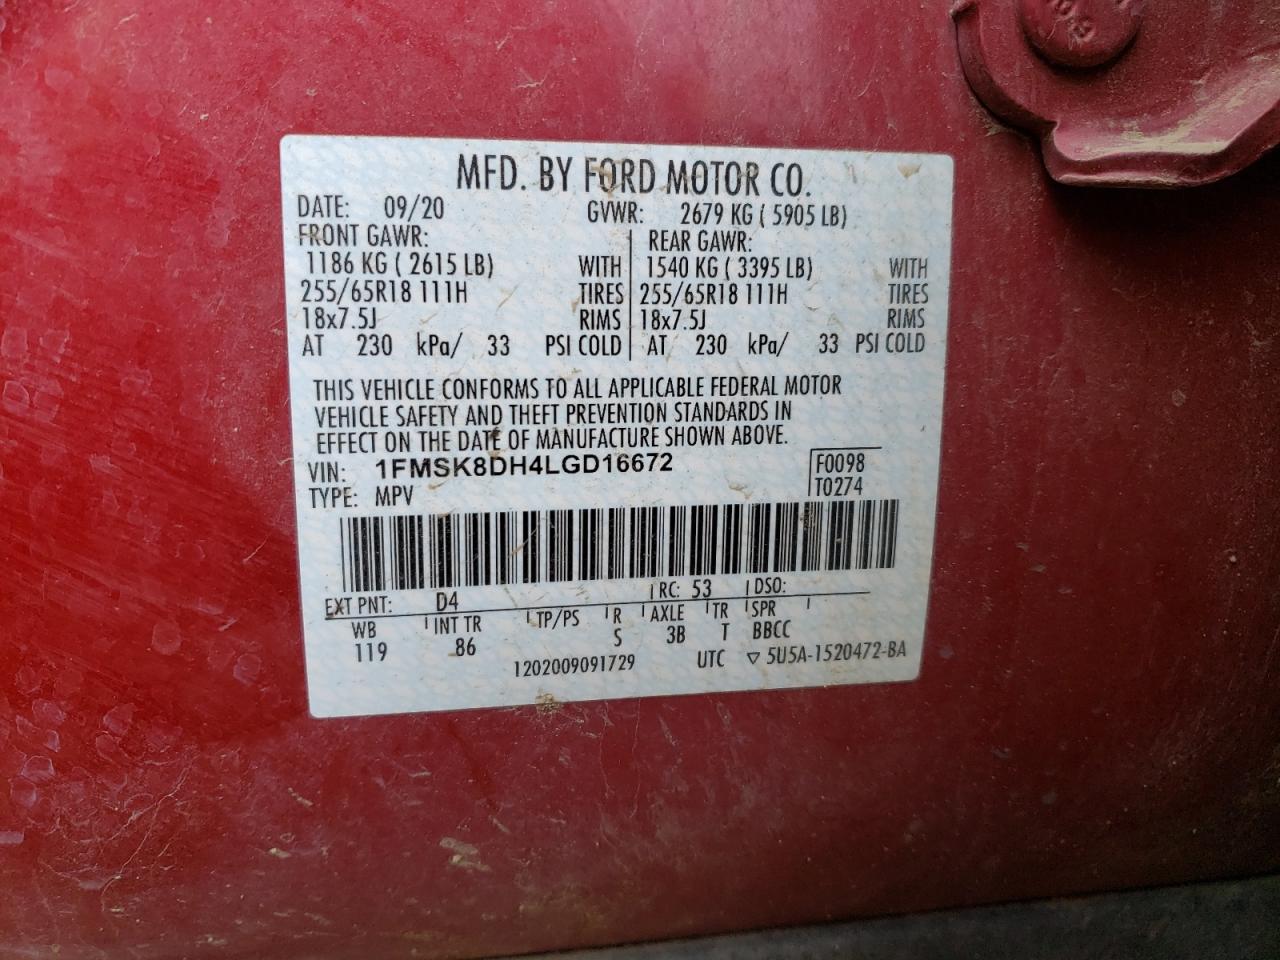 MFD. BY FORD MOTOR CO.
DATE: 09/20 GVWR: 2679 KG ( 5905 LB)
FRONT GAWR: REAR GAWR:
1186 KG ( 2615 LB) WITH 1540 KG ( 3395 LB) WITH
255/65R18 111H TIRES 255/65R18 111H TIRES
18x7.5J RIMS 18x7.5J RIMS
AT 230 kPa/ 33 PSI COLD AT 230 kPa/ 33 PSI COLD
THIS VEHICLE CONFORMS TO ALL APPLICABLE FEDERAL MOTOR
VEHICLE SAFETY AND THEFT PREVENTION STANDARDS IN
EFFECT ON THE DATE OF MANUFACTURE SHOWN ABOVE.
VIN: 1FMSK8DH4LGD16672 F0098
TYPE: MPV T0274
EXT PNT: D4 RC: 53 DSO:
WB INT TR TP/PS R AXLE TR SPR
119 86 S 3B T BBCC
1202009091729 UTC ▽ 5U5A-1520472-BA